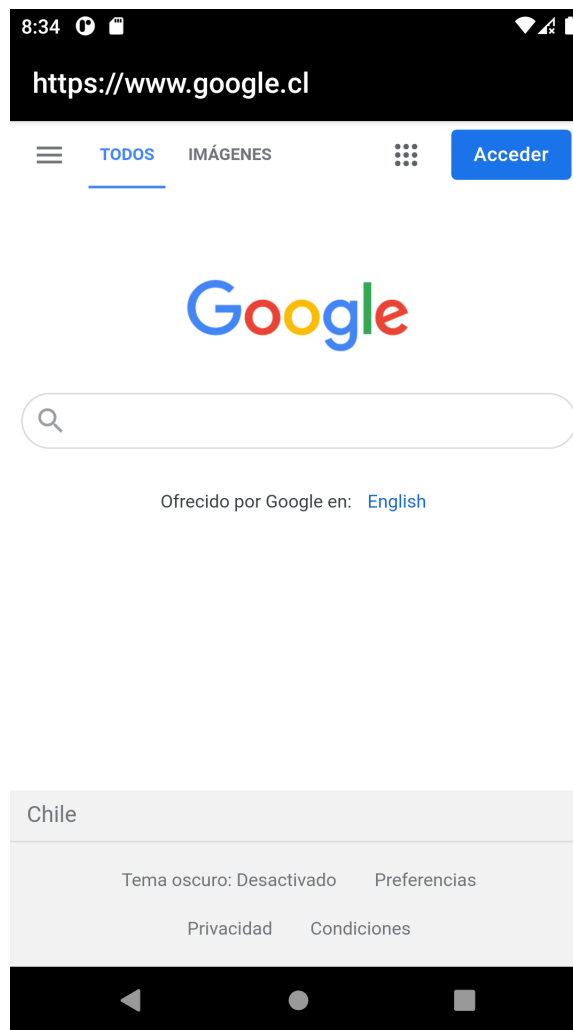 8:34
https://www.google.cl
TODOS IMÁGENES Acceder
Google
Ofrecido por Google en: English
Chile
Tema oscuro: Desactivado Preferencias
Privacidad Condiciones